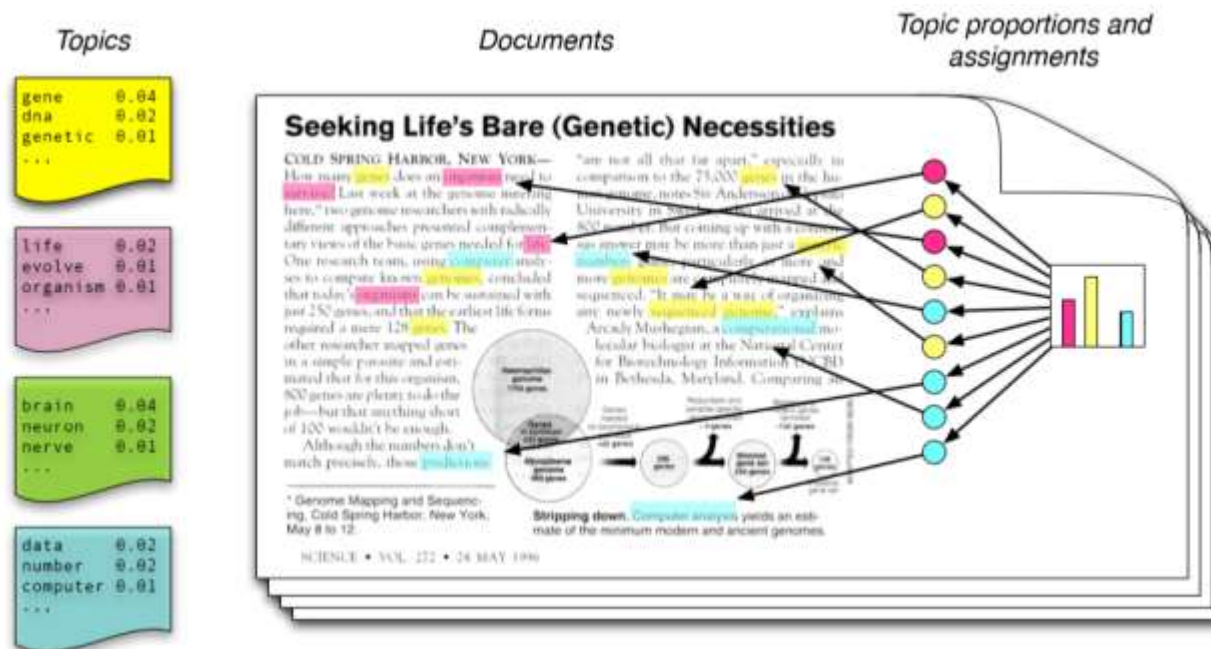 Topics
gene 0.04
dna 0.02
genetic 0.01
...
life 0.02
evolve 0.01
organism 0.01
...
brain 0.04
neuron 0.02
nerve 0.01
...
data 0.02
number 0.02
computer 0.01
...
Documents
Seeking Life's Bare (Genetic) Necessities
COLD SPRING HARBOR, NEW YORK—
How many genes does an organism need to
survive? Last week at the genome meeting
here,* two genome researchers with radically
different approaches presented complemen-
tary views of the basic genes needed for life.
One research team, using computer analy-
ses to compare known genomes, concluded
that today's organisms can be sustained with
just 250 genes, and that the earliest life forms
required a mere 128 genes. The
other researcher mapped genes
in a simple parasite and esti-
mated that for this organism,
800 genes are plenty to do the
job—but that anything short
of 100 wouldn't be enough.
Although the numbers don't
match precisely, those predictions
* Genome Mapping and Sequenc-
ing, Cold Spring Harbor, New York,
May 8 to 12.
"are not all that far apart," especially in
comparison to the 75,000 genes in the hu-
man genome, notes Siv Andersson
University in arrived at the
800 number. But coming up with a
sus answer may be more than just a
numbers particularly more and
more genomes are mapped and
sequenced. "It may be a way of organizing
any newly sequenced genome," explains
Arcady Mushegian, a computational mo-
lecular biologist at the National Center
for Biotechnology Information (NCBI)
in Bethesda, Maryland. Comparing an
Haemophilus
genome
1703 genes
Mycoplasma
genome
469 genes
Stripping down. Computer analysis yields an esti-
mate of the minimum modern and ancient genomes.
SCIENCE • VOL. 272 • 24 MAY 1996
Topic proportions and
assignments